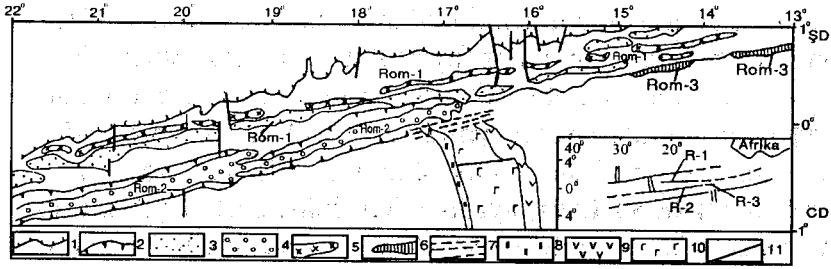 22° 21° 20° 19° 18° 17° 16° 15° 14° 13°
1° ŞD
Rom-1
Rom-1
Rom-3
Rom-1
Rom-3
Rom-2
0°
Rom-2
40° 30° 20° Afrika
4° R-1
0°
R-2 R-3
4°
CD
1°
1 2 3 4 5 6 7 8 9 10 11